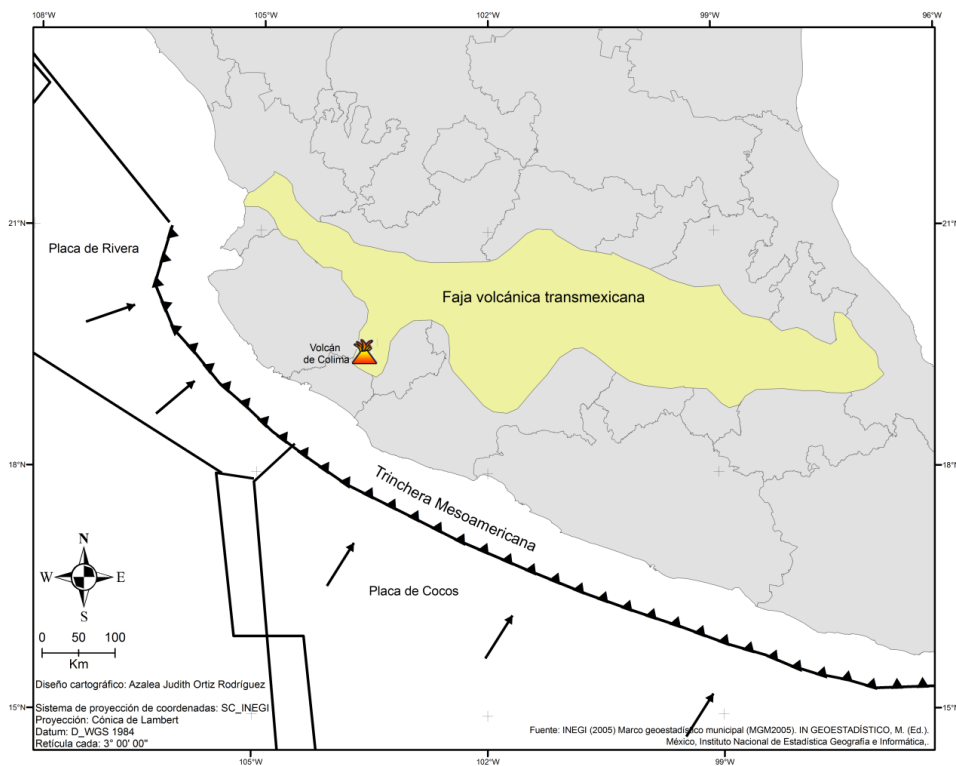 108°W
105°W
102°W
99°W
96°W
21°N
21°N
Placa de Rivera
Faja volcánica transmexicana
Volcán
de Colima
18°N
18°N
Trinchera Mesoamericana
N
W
E
S
Placa de Cocos
0 50 100
Km
Diseño cartográfico: Azalea Judith Ortiz Rodríguez
Sistema de proyección de coordenadas: SC_INEGI
Proyección: Cónica de Lambert
Datum: D_WGS 1984
Retícula cada: 3° 00' 00"
15°N
15°N
Fuente: INEGI (2005) Marco geoestadístico municipal (MGM2005). IN GEOESTADÍSTICO, M. (Ed.).
México, Instituto Nacional de Estadística Geografía e Informática,.
105°W
102°W
99°W